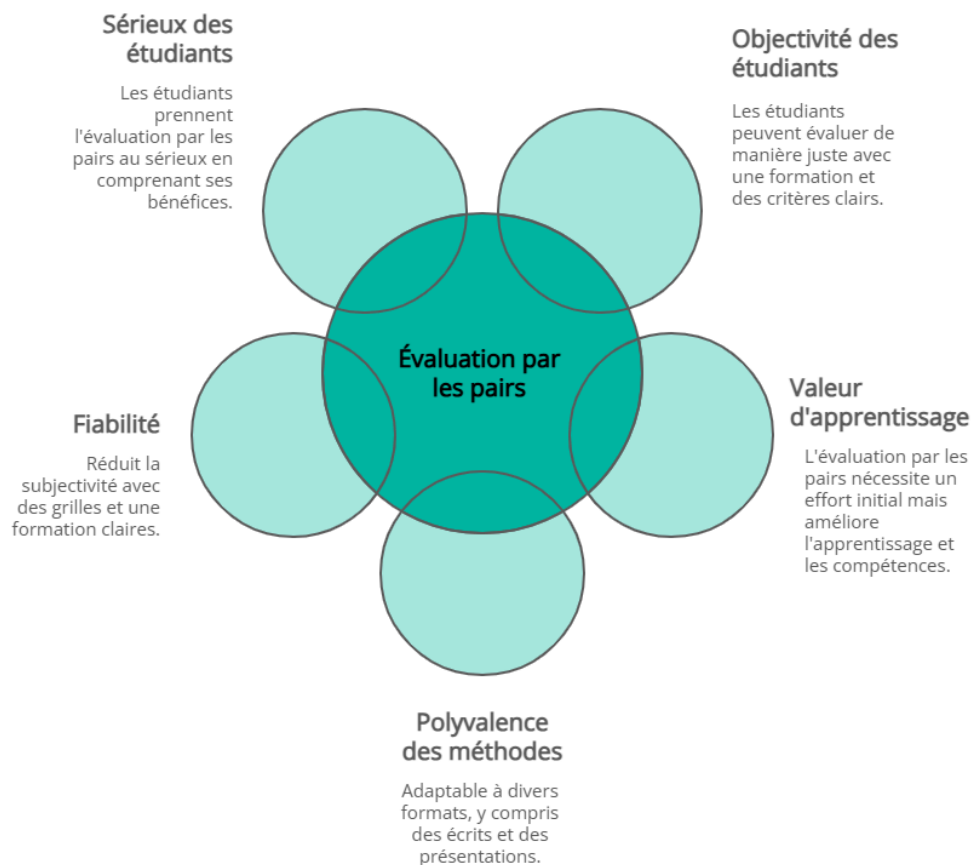 Sérieux des
étudiants
Les étudiants
prennent
l'évaluation par les
pairs au sérieux en
comprenant ses
bénéfices.
Objectivité des
étudiants
Les étudiants
peuvent évaluer de
manière juste avec
une formation et
des critères clairs.
Évaluation par
les pairs
Fiabilité
Réduit la
subjectivité avec
des grilles et une
formation claires.
Valeur
d'apprentissage
L'évaluation par les
pairs nécessite un
effort initial mais
améliore
l'apprentissage et
les compétences.
Polyvalence
des méthodes
Adaptable à divers
formats, y compris
des écrits et des
présentations.